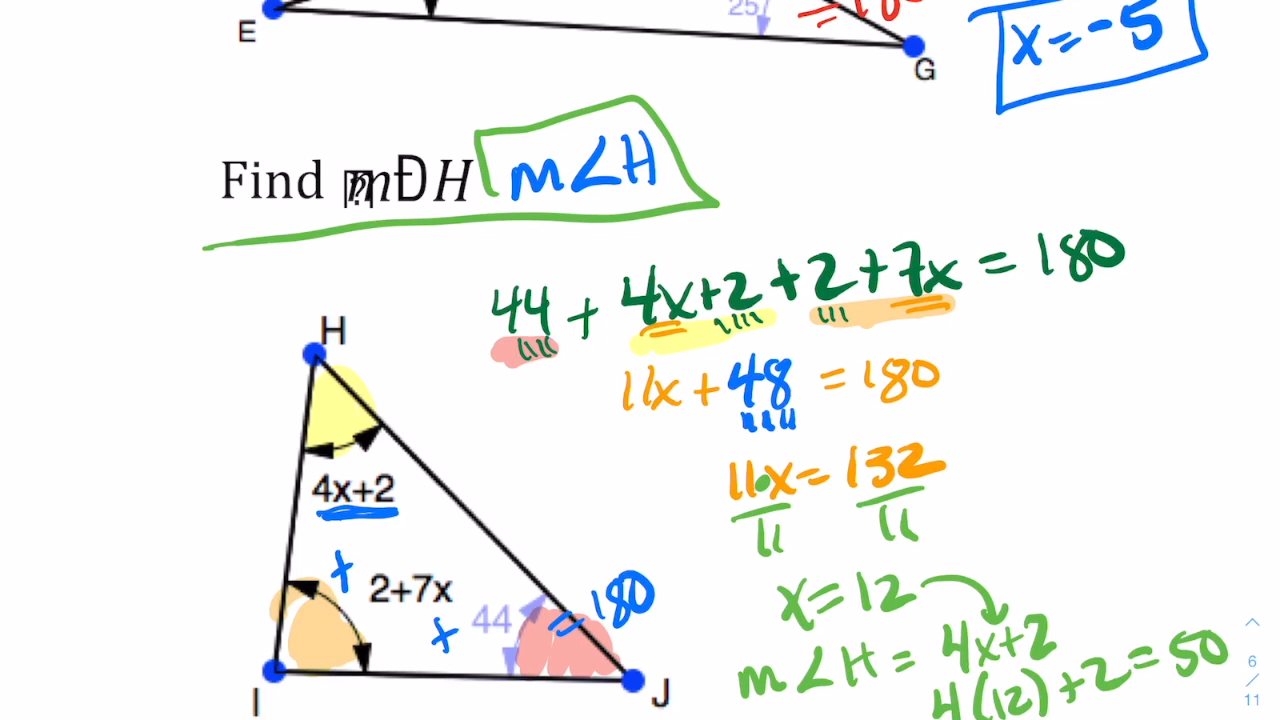 E
G
x=-5
Find m H m∠H
44 + 4x+2 + 2 + 7x = 180
H
11x + 48 = 180
11·x = 132
11 11
4x+2
+
2+7x
+ 44 = 180
x = 12
m∠H = 4x+2
4(12)+2 = 50
I
J
6
/
11